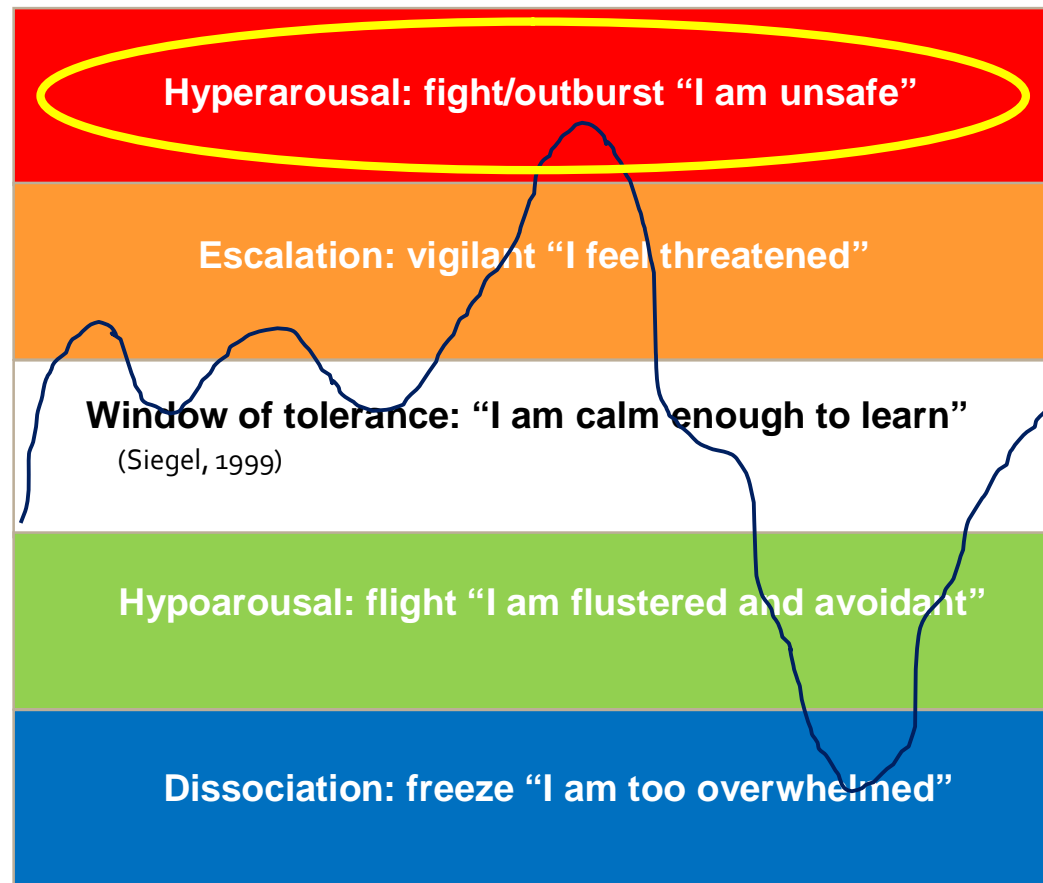 Hyperarousal: fight/outburst “I am unsafe”
Escalation: vigilant “I feel threatened”
Window of tolerance: “I am calm enough to learn”
(Siegel, 1999)
Hypoarousal: flight “I am flustered and avoidant”
Dissociation: freeze “I am too overwhelmed”